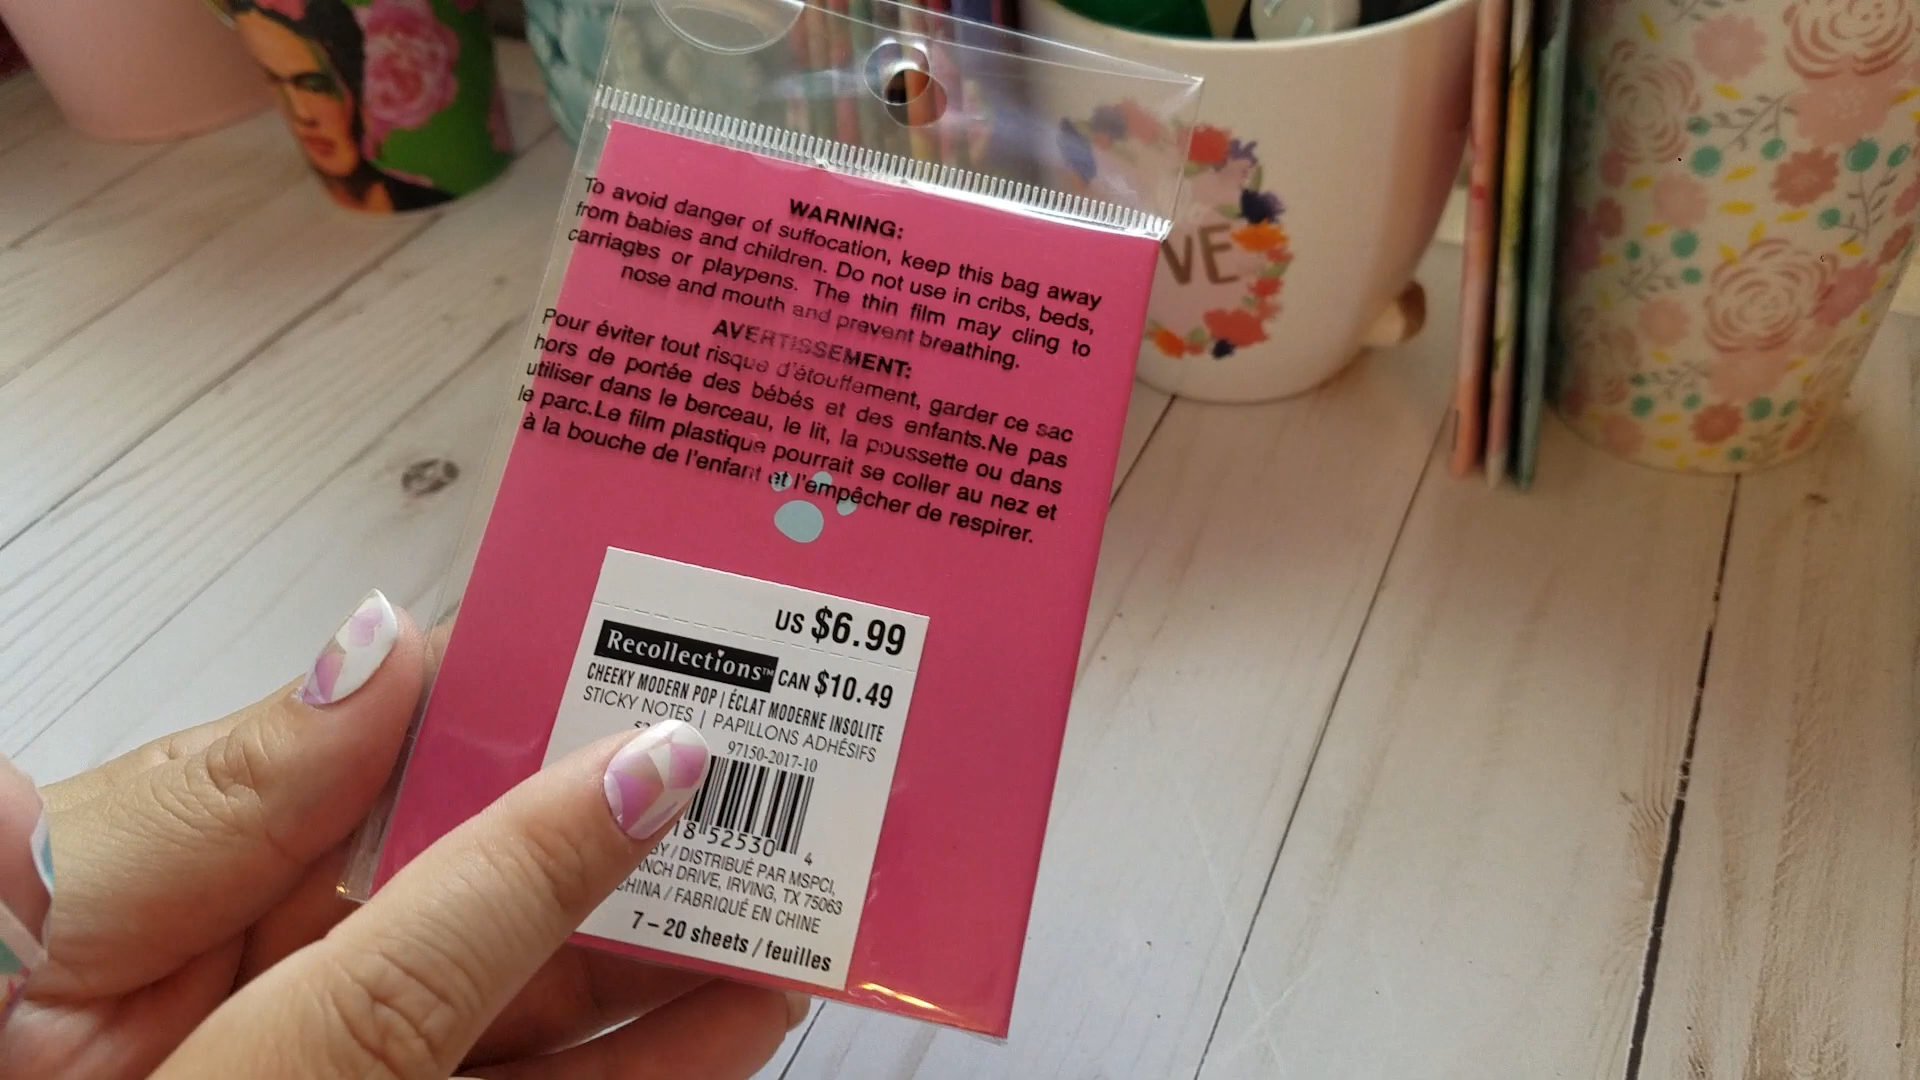 WARNING:
To avoid danger of suffocation, keep this bag away
from babies and children. Do not use in cribs, beds,
carriages or playpens. The thin film may cling to
nose and mouth and prevent breathing.
AVERTISSEMENT:
Pour éviter tout risque d'étouffement, garder ce sac
hors de portée des bébés et des enfants.Ne pas
utiliser dans le berceau, le lit, la poussette ou dans
le parc.Le film plastique pourrait se coller au nez et
à la bouche de l'enfant et l'empêcher de respirer.
US $6.99
Recollections™ CAN $10.49
CHEEKY MODERN POP | ÉCLAT MODERNE INSOLITE
STICKY NOTES | PAPILLONS ADHÉSIFS
97150-2017-10
18 52530 4
BY / DISTRIBUÉ PAR MSPCI,
DRIVE, IRVING, TX 75063
CHINA / FABRIQUÉ EN CHINE
7 – 20 sheets / feuilles
VE